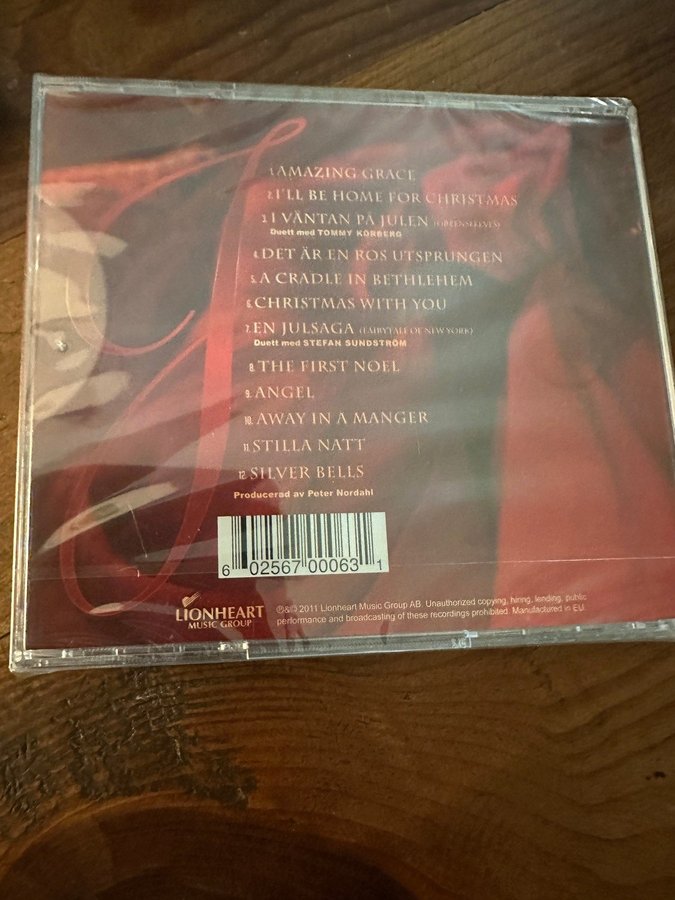 1. AMAZING GRACE
2. I'LL BE HOME FOR CHRISTMAS
3. I VÄNTAN PÅ JULEN (GREENSLEEVES)
Duett med TOMMY KÖRBERG
4. DET ÄR EN ROS UTSPRUNGEN
5. A CRADLE IN BETHLEHEM
6. CHRISTMAS WITH YOU
7. EN JULSAGA (FAIRYTALE OF NEW YORK)
Duett med STEFAN SUNDSTRÖM
8. THE FIRST NOEL
9. ANGEL
10. AWAY IN A MANGER
11. STILLA NATT
12. SILVER BELLS
Producerad av Peter Nordahl
6 02567 00063 1
LIONHEART
MUSIC GROUP
℗&© 2011 Lionheart Music Group AB. Unauthorized copying, hiring, lending, public
performance and broadcasting of these recordings prohibited. Manufactured in EU.